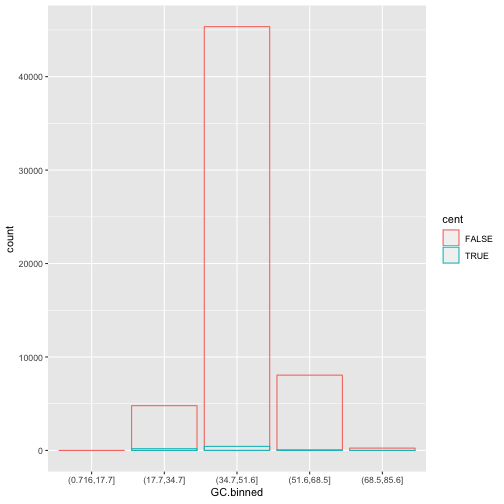 40000
30000
20000
10000
0
count
(0.716,17.7] (17.7,34.7] (34.7,51.6] (51.6,68.5] (68.5,85.6]
GC.binned
cent
FALSE
TRUE